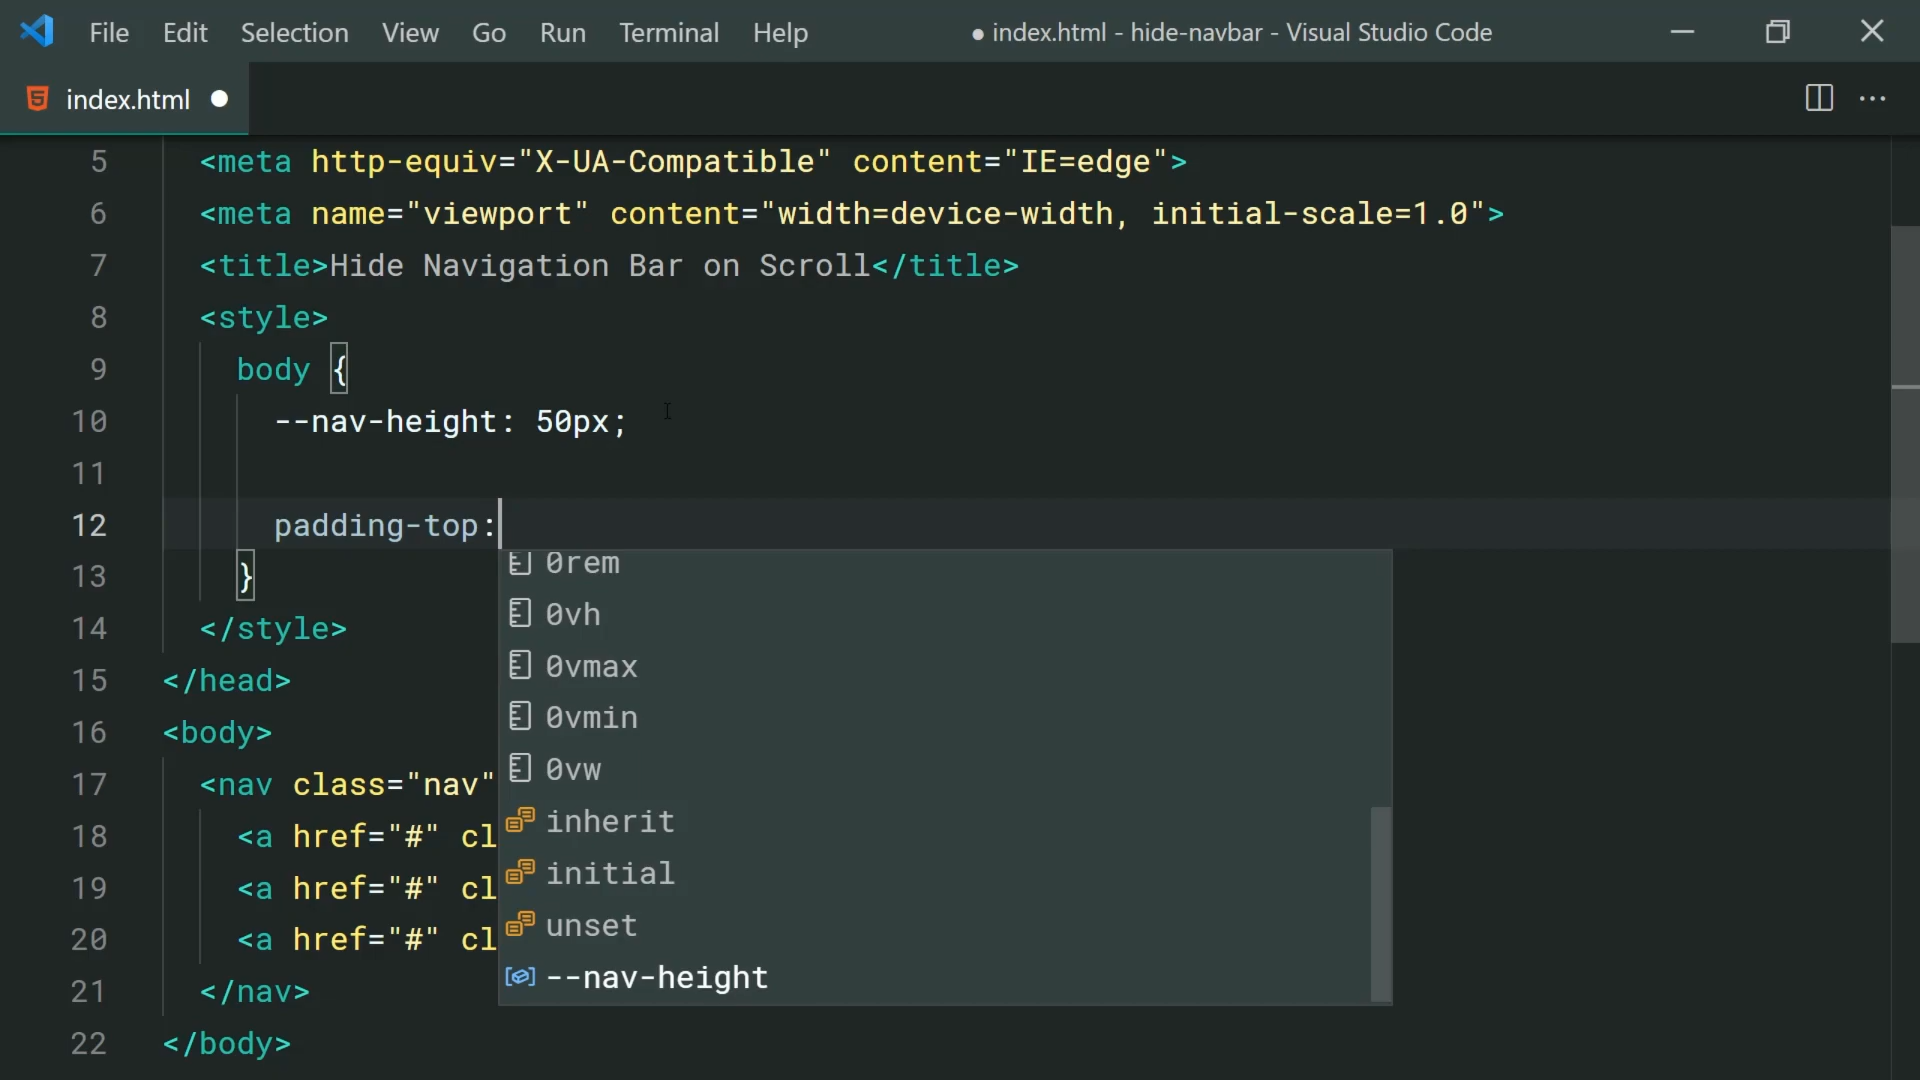 File Edit Selection View Go Run Terminal Help ● index.html - hide-navbar - Visual Studio Code
index.html
5 <meta http-equiv="X-UA-Compatible" content="IE=edge">
6 <meta name="viewport" content="width=device-width, initial-scale=1.0">
7 <title>Hide Navigation Bar on Scroll</title>
8 <style>
9 body {
10 --nav-height: 50px;
11
12 padding-top:
0rem
13 }
0vh
14 </style>
0vmax
15 </head>
0vmin
16 <body>
0vw
17 <nav class="nav"
inherit
18 <a href="#" cl
initial
19 <a href="#" cl
unset
20 <a href="#" cl
--nav-height
21 </nav>
22 </body>